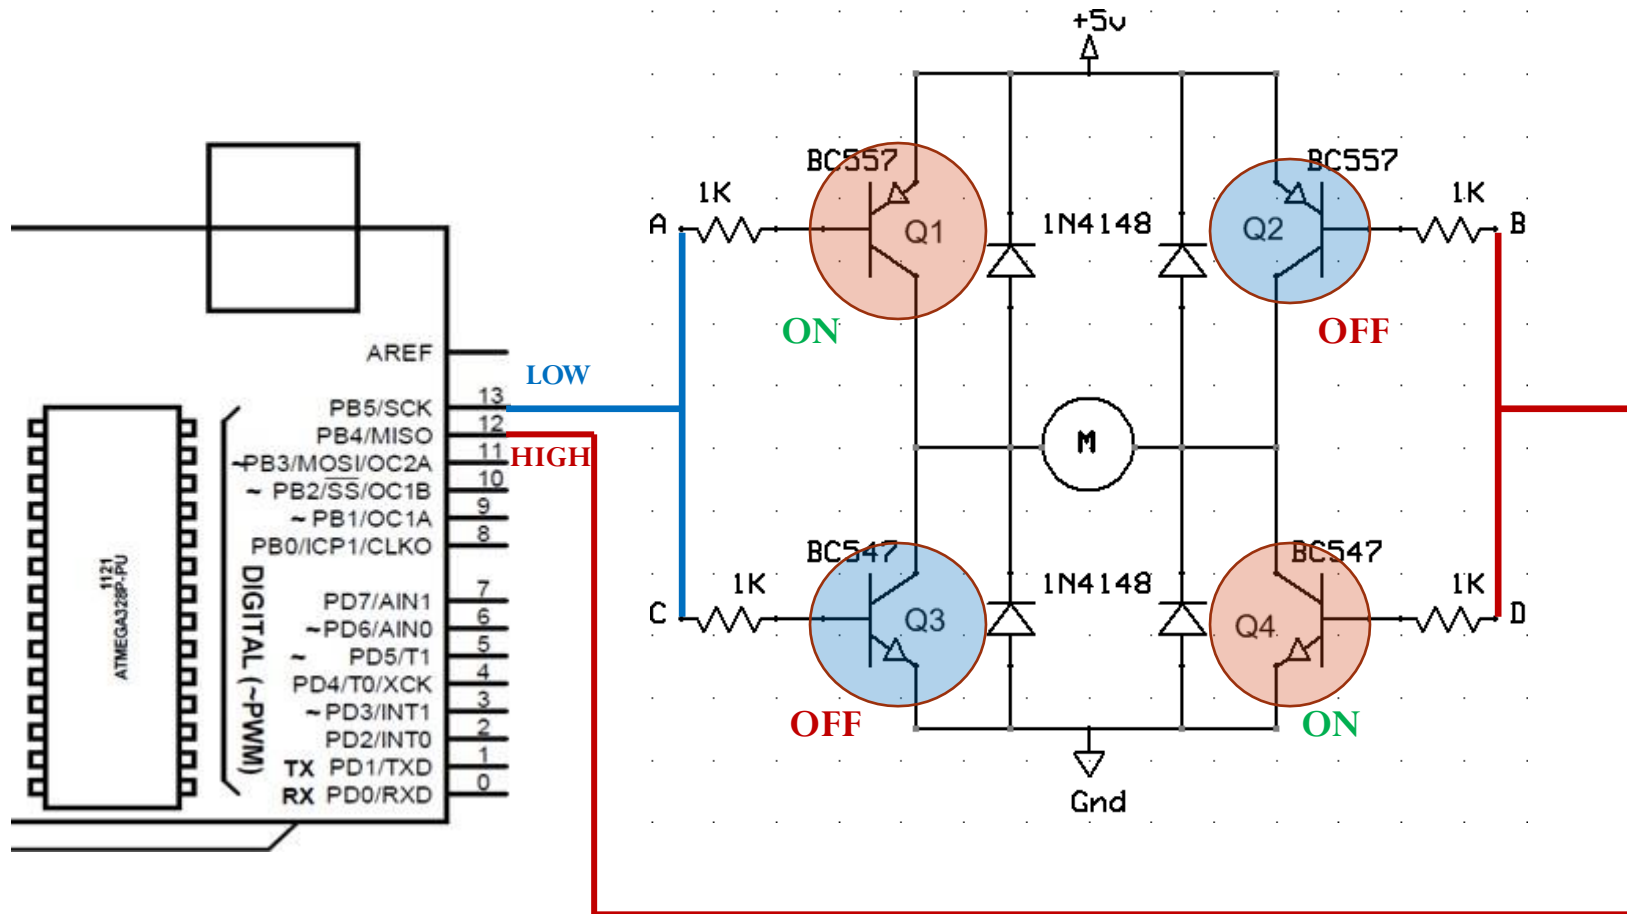 +5v
BC557
BC557
1K
1K
A
Q1
1N4148
Q2
B
ON
OFF
AREF
LOW
PB5/SCK 13
PB4/MISO 12
HIGH
~PB3/MOSI/OC2A 11
~ PB2/SS/OC1B 10
~ PB1/OC1A 9
PB0/ICP1/CLKO 8
M
BC547
BC547
1K
1N4148
1K
C
Q3
Q4
D
OFF
ON
Gnd
1121
ATMEGA328P-PU
DIGITAL (~PWM)
PD7/AIN1 7
~PD6/AIN0 6
~ PD5/T1 5
PD4/T0/XCK 4
~PD3/INT1 3
PD2/INT0 2
TX PD1/TXD 1
RX PD0/RXD 0